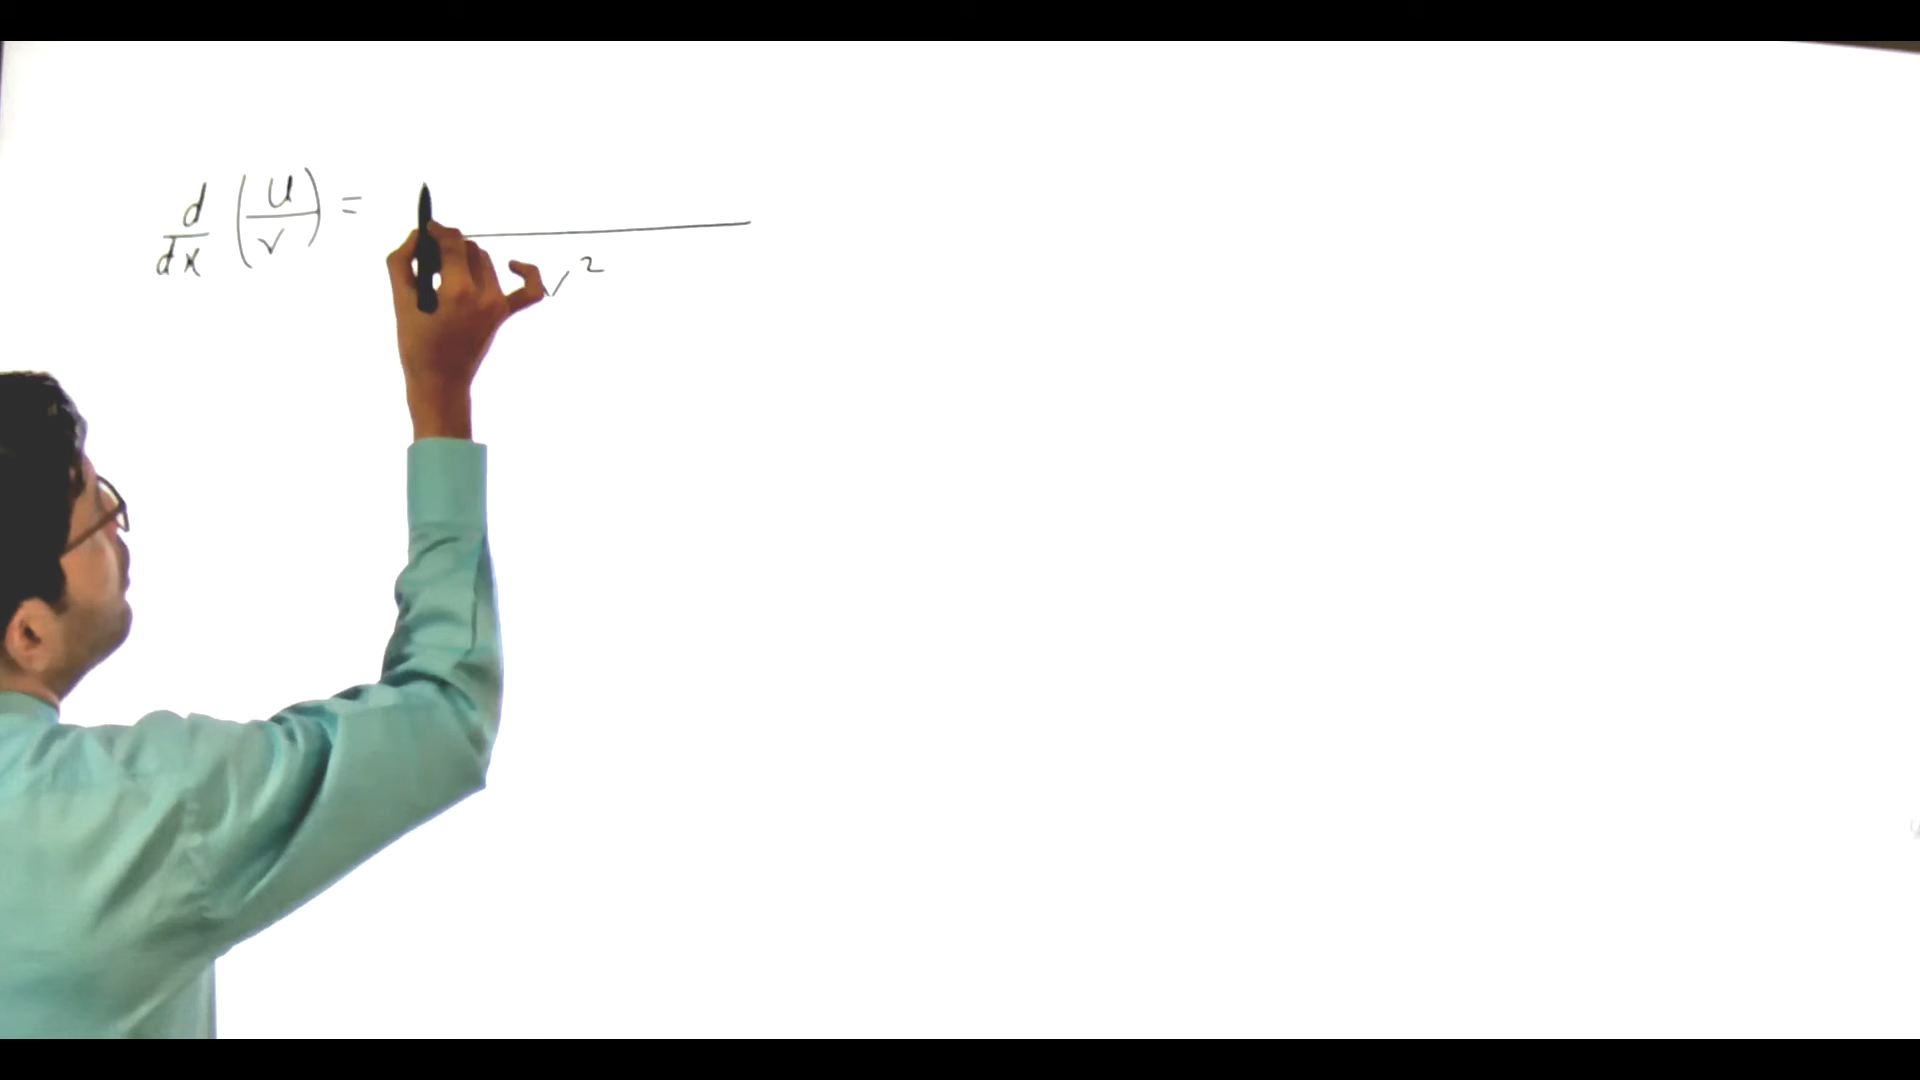 d/dx (u/v) = ——— / v²